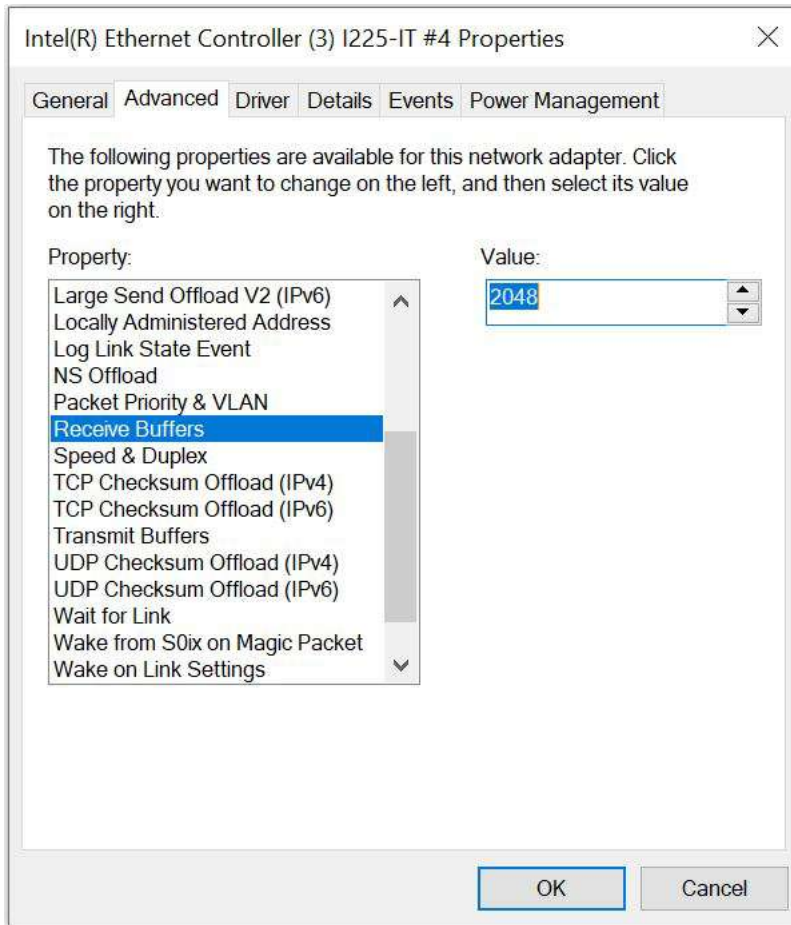 Intel(R) Ethernet Controller (3) I225-IT #4 Properties
General Advanced Driver Details Events Power Management
The following properties are available for this network adapter. Click
the property you want to change on the left, and then select its value
on the right.
Property:
Value:
Large Send Offload V2 (IPv6)
2048
Locally Administered Address
Log Link State Event
NS Offload
Packet Priority & VLAN
Receive Buffers
Speed & Duplex
TCP Checksum Offload (IPv4)
TCP Checksum Offload (IPv6)
Transmit Buffers
UDP Checksum Offload (IPv4)
UDP Checksum Offload (IPv6)
Wait for Link
Wake from S0ix on Magic Packet
Wake on Link Settings
OK
Cancel